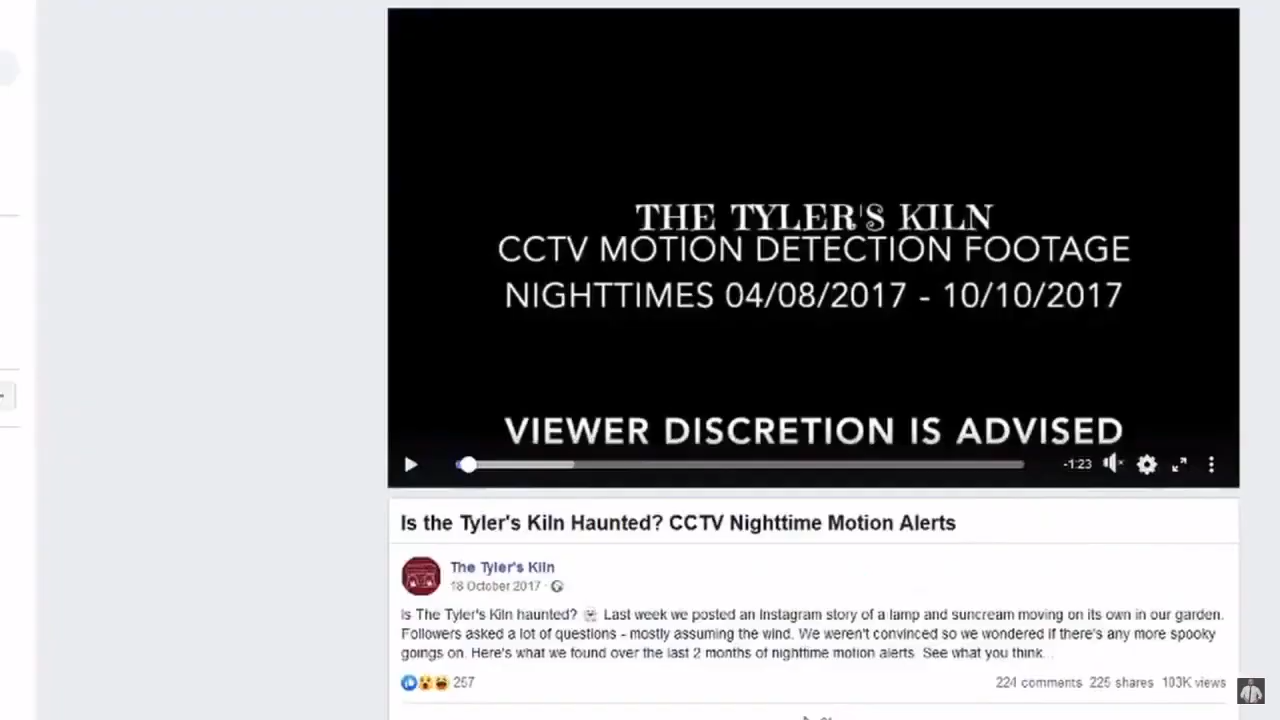 THE TYLER'S KILN
CCTV MOTION DETECTION FOOTAGE
NIGHTTIMES 04/08/2017 - 10/10/2017
VIEWER DISCRETION IS ADVISED
-1:23
Is the Tyler's Kiln Haunted? CCTV Nighttime Motion Alerts
The Tyler's Kiln
18 October 2017 ·
Is The Tyler's Kiln haunted? 👻 Last week we posted an Instagram story of a lamp and suncream moving on its own in our garden.
Followers asked a lot of questions - mostly assuming the wind. We weren't convinced so we wondered if there's any more spooky
goings on. Here's what we found over the last 2 months of nighttime motion alerts. See what you think...
257 224 comments 225 shares 103K views